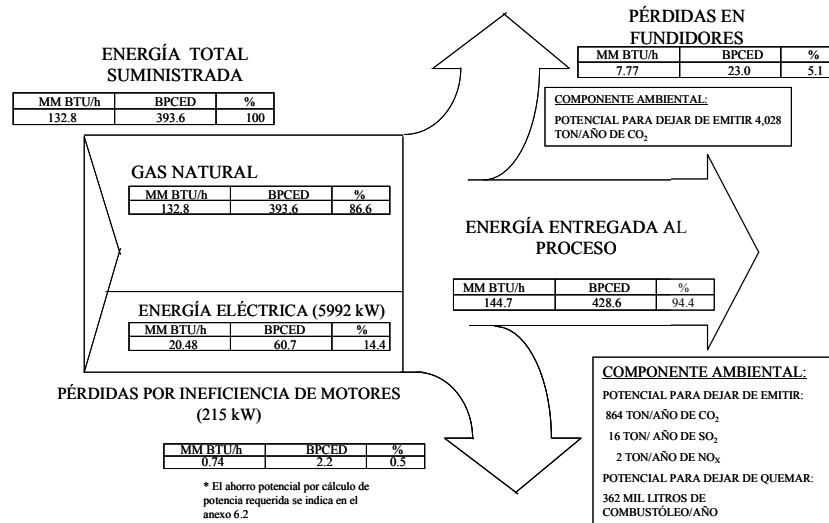 ENERGÍA TOTAL
SUMINISTRADA
MM BTU/h BPCED %
132.8 393.6 100
PÉRDIDAS EN
FUNDIDORES
MM BTU/h BPCED %
7.77 23.0 5.1
COMPONENTE AMBIENTAL:
POTENCIAL PARA DEJAR DE EMITIR 4,028
TON/AÑO DE CO2
GAS NATURAL
MM BTU/h BPCED %
132.8 393.6 86.6
ENERGÍA ENTREGADA AL
PROCESO
MM BTU/h BPCED %
144.7 428.6 94.4
ENERGÍA ELÉCTRICA (5992 kW)
MM BTU/h BPCED %
20.48 60.7 14.4
PÉRDIDAS POR INEFICIENCIA DE MOTORES
(215 kW)
MM BTU/h BPCED %
0.74 2.2 0.5
* El ahorro potencial por cálculo de
potencia requerida se indica en el
anexo 6.2
COMPONENTE AMBIENTAL:
POTENCIAL PARA DEJAR DE EMITIR:
864 TON/AÑO DE CO2
16 TON/ AÑO DE SO2
2 TON/AÑO DE NOX
POTENCIAL PARA DEJAR DE QUEMAR:
362 MIL LITROS DE
COMBUSTÓLEO/AÑO